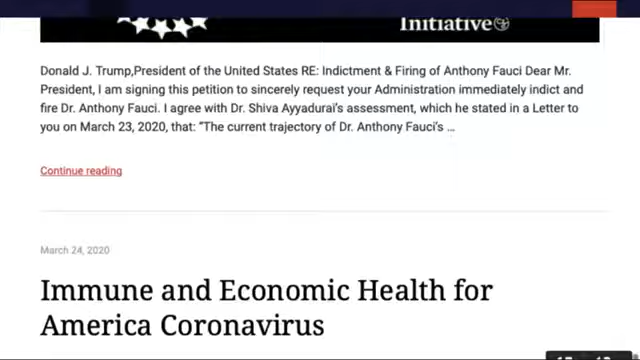 Initiative
Donald J. Trump,President of the United States RE: Indictment & Firing of Anthony Fauci Dear Mr.
President, I am signing this petition to sincerely request your Administration immediately indict and
fire Dr. Anthony Fauci. I agree with Dr. Shiva Ayyadurai’s assessment, which he stated in a Letter to
you on March 23, 2020, that: “The current trajectory of Dr. Anthony Fauci’s ...
Continue reading
March 24, 2020
Immune and Economic Health for
America Coronavirus